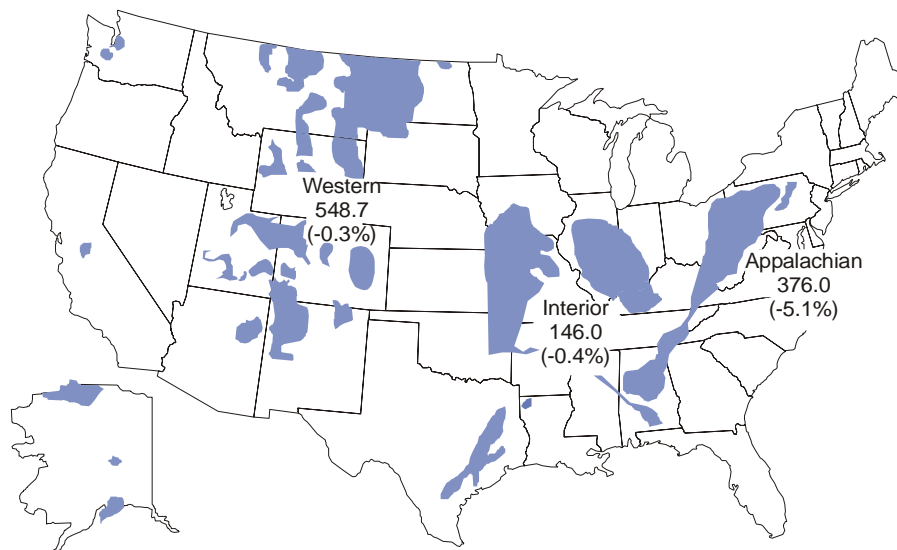 Western
548.7
(-0.3%)
Appalachian
376.0
(-5.1%)
Interior
146.0
(-0.4%)